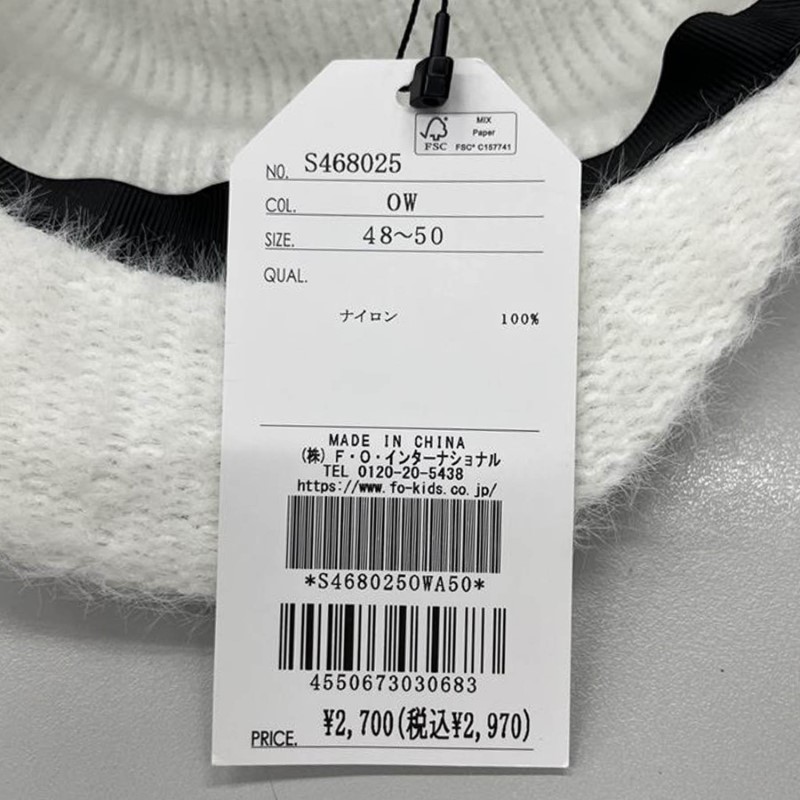 FSC
MIX
Paper
FSC® C157741
NO. S468025
COL. OW
SIZE. 48～50
QUAL.
ナイロン 100%
MADE IN CHINA
(株) F・O・インターナショナル
TEL 0120-20-5438
https://www.fo-kids.co.jp/
*S468025OWA50*
4550673030683
PRICE. ¥2,700(税込¥2,970)